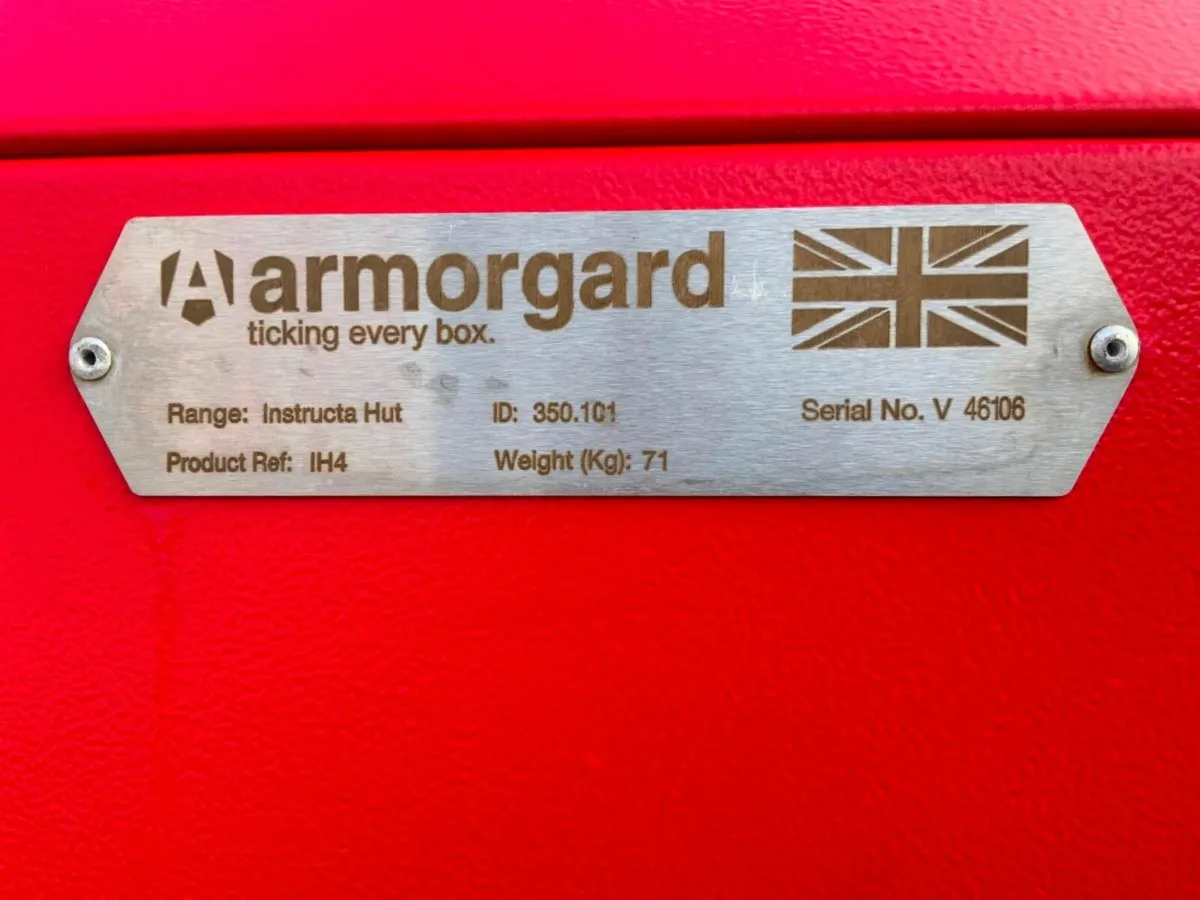 armorgard
ticking every box.
Range: Instructa Hut ID: 350.101 Serial No. V 46106
Product Ref: IH4 Weight (Kg): 71